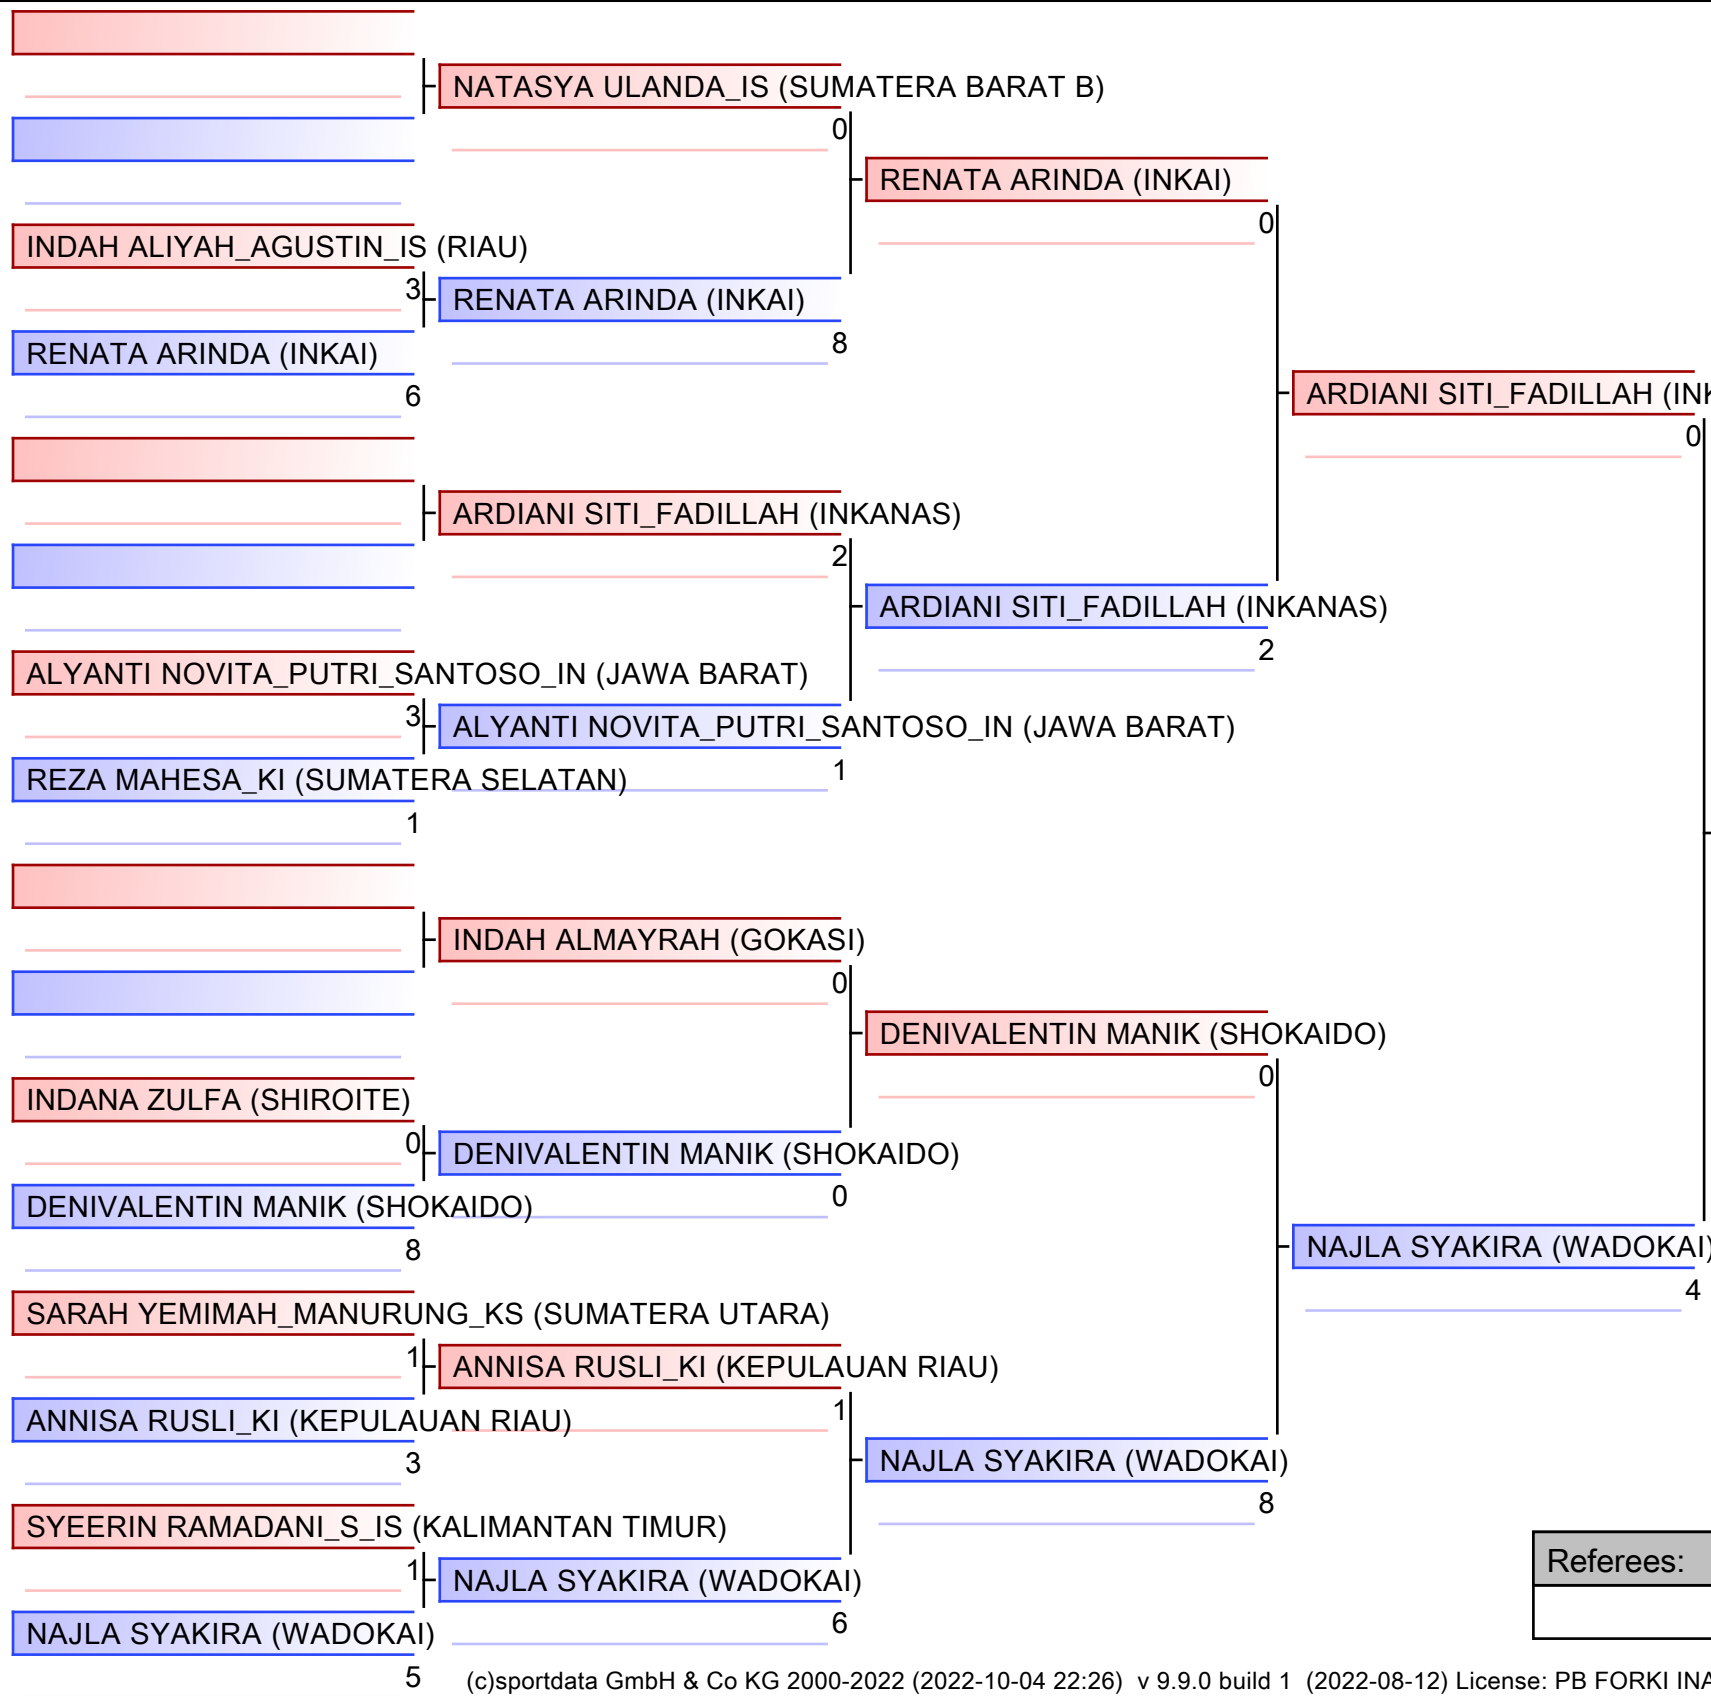 NATASYA ULANDA_IS (SUMATERA BARAT B)
0
RENATA ARINDA (INKAI)
0
INDAH ALIYAH_AGUSTIN_IS (RIAU)
3
RENATA ARINDA (INKAI)
8
RENATA ARINDA (INKAI)
6
ARDIANI SITI_FADILLAH (INK
0
ARDIANI SITI_FADILLAH (INKANAS)
2
ARDIANI SITI_FADILLAH (INKANAS)
2
ALYANTI NOVITA_PUTRI_SANTOSO_IN (JAWA BARAT)
3
ALYANTI NOVITA_PUTRI_SANTOSO_IN (JAWA BARAT)
1
REZA MAHESA_KI (SUMATERA SELATAN)
1
INDAH ALMAYRAH (GOKASI)
0
DENIVALENTIN MANIK (SHOKAIDO)
0
INDANA ZULFA (SHIROITE)
0
DENIVALENTIN MANIK (SHOKAIDO)
0
DENIVALENTIN MANIK (SHOKAIDO)
8
NAJLA SYAKIRA (WADOKAI)
4
SARAH YEMIMAH_MANURUNG_KS (SUMATERA UTARA)
1
ANNISA RUSLI_KI (KEPULAUAN RIAU)
1
ANNISA RUSLI_KI (KEPULAUAN RIAU)
3
NAJLA SYAKIRA (WADOKAI)
8
SYEERIN RAMADANI_S_IS (KALIMANTAN TIMUR)
1
NAJLA SYAKIRA (WADOKAI)
6
NAJLA SYAKIRA (WADOKAI)
5
Referees:
(c)sportdata GmbH & Co KG 2000-2022 (2022-10-04 22:26) v 9.9.0 build 1 (2022-08-12) License: PB FORKI INA